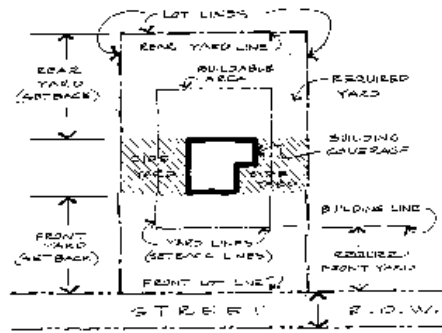 LOT LINES
REAR YARD LINE
BUILDABLE
AREA
REAR
YARD
(SETBACK)
REQUIRED
YARD
BUILDING
COVERAGE
SIDE
YARD
SIDE
YARD
BUILDING LINE
FRONT
YARD
(SETBACK)
YARD LINES
(SETBACK LINES)
REQUIRED
FRONT YARD
FRONT LOT LINE
STREET R.O.W.